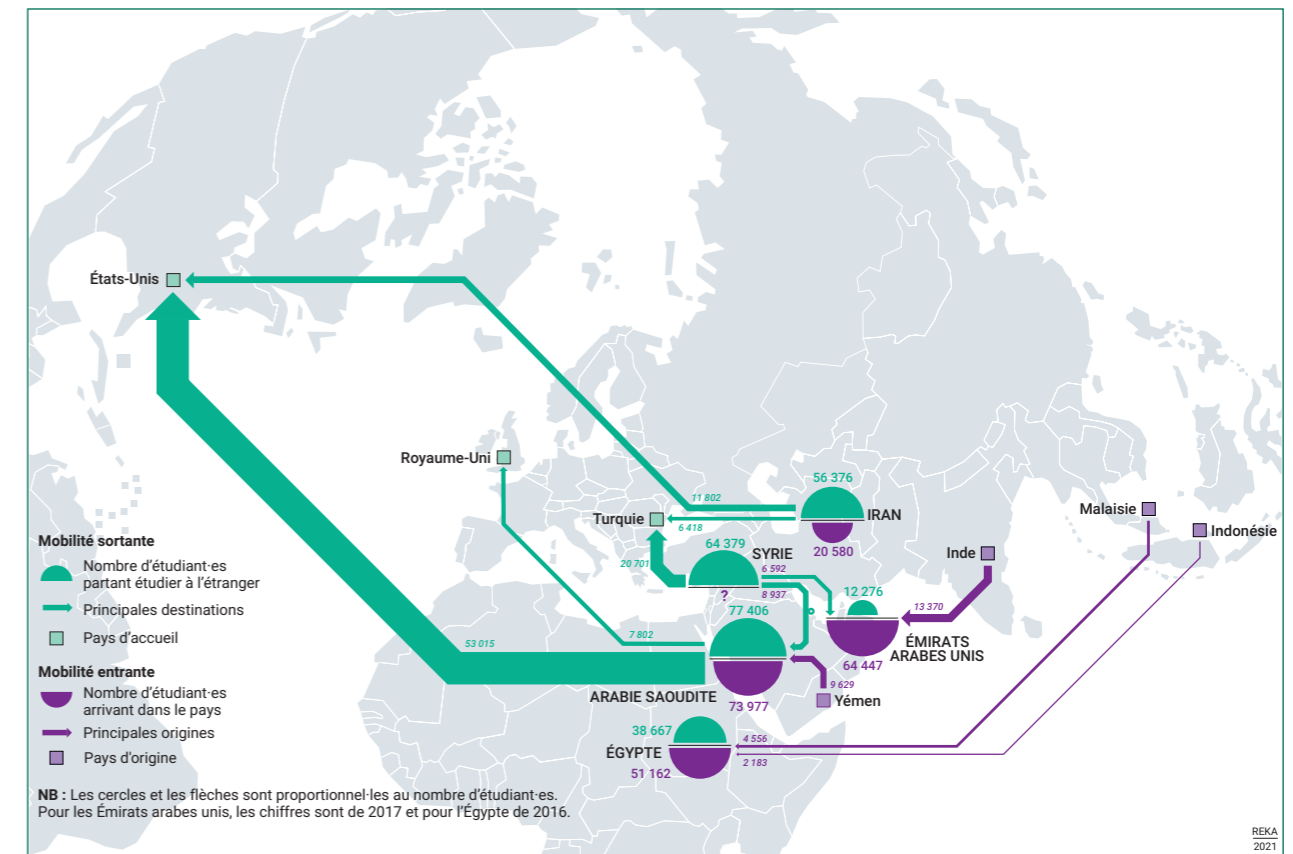 États-Unis
Royaume-Uni
56 376
11 802
IRAN
Turquie
6 418
20 580
Malaisie
Indonésie
Inde
64 379
SYRIE
20 701
6 592
8 937
?
12 276
13 370
77 406
7 802
53 015
ÉMIRATS
ARABES UNIS
64 447
9 629
Yémen
ARABIE SAOUDITE
73 977
38 667
ÉGYPTE
51 162
4 556
2 183
Mobilité sortante
Nombre d'étudiant·es
partant étudier à l'étranger
Principales destinations
Pays d'accueil
Mobilité entrante
Nombre d'étudiant·es
arrivant dans le pays
Principales origines
Pays d'origine
NB : Les cercles et les flèches sont proportionnel·les au nombre d'étudiant·es.
Pour les Émirats arabes unis, les chiffres sont de 2017 et pour l'Égypte de 2016.
REKA
2021